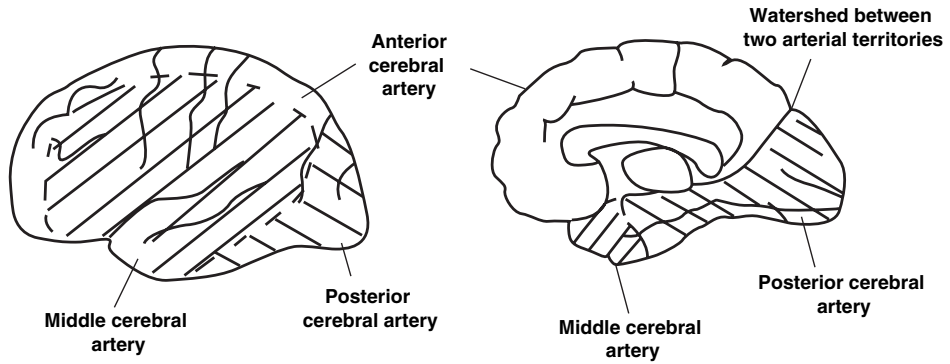 Anterior
cerebral
artery
Watershed between
two arterial territories
Middle cerebral
artery
Posterior
cerebral artery
Middle cerebral
artery
Posterior cerebral
artery